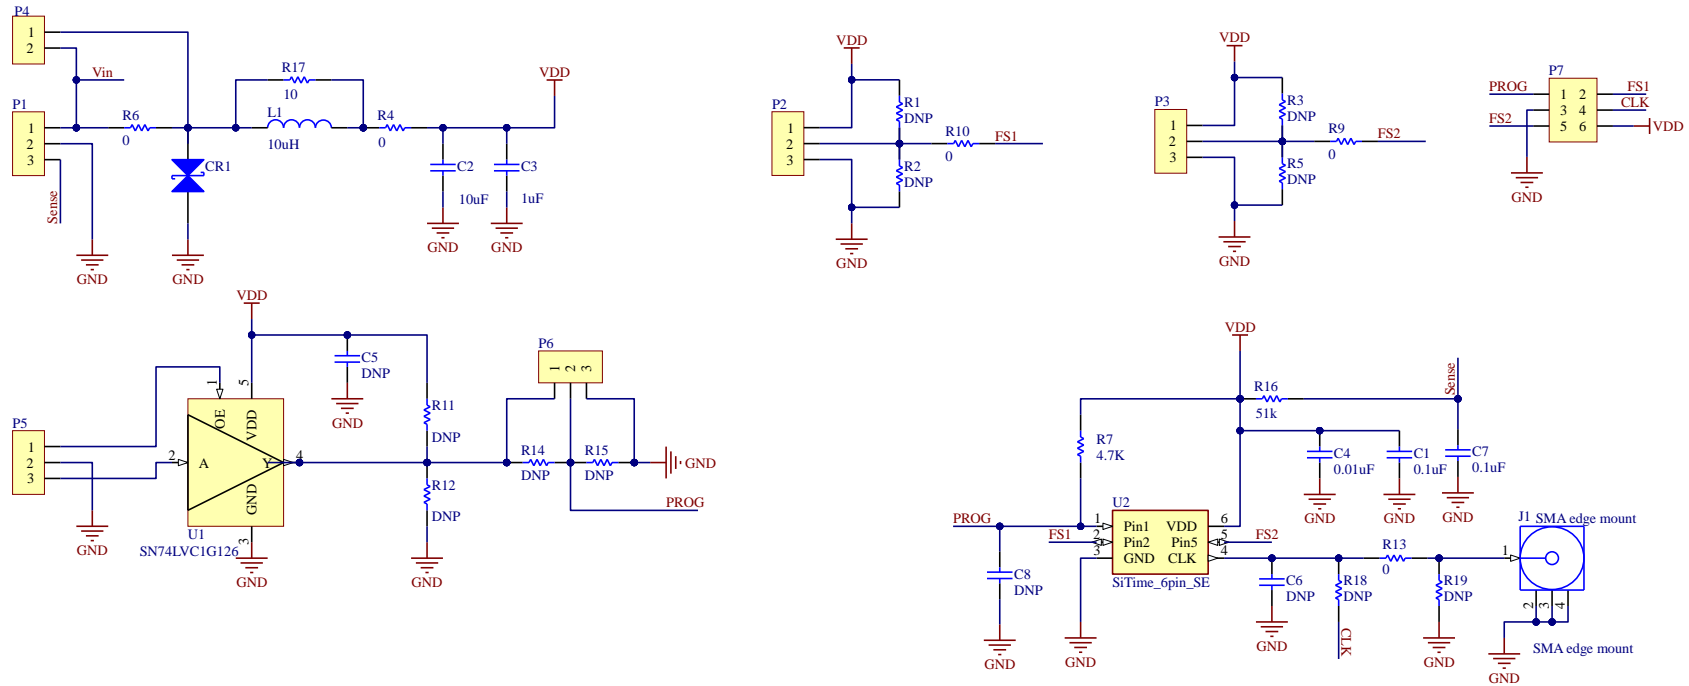 P4
1
2
Vin
P1
1
2
3
Sense
R6
0
GND
CR1
GND
R17
10
L1
10uH
R4
0
VDD
C2
10uF
GND
C3
1uF
GND
VDD
P2
1
2
3
R1
DNP
R2
DNP
R10
0
FS1
GND
VDD
P3
1
2
3
R3
DNP
R5
DNP
R9
0
FS2
GND
P7
PROG
1 2
FS1
3 4
CLK
FS2
5 6
VDD
GND
VDD
C5
DNP
GND
P5
1
2
3
GND
1
OE
5
VDD
2
A
Y
4
GND
3
U1
SN74LVC1G126
GND
R11
DNP
R12
DNP
GND
P6
1
2
3
R14
DNP
R15
DNP
GND
PROG
VDD
R16
51k
Sense
R7
4.7K
C4
0.01uF
GND
C1
0.1uF
GND
C7
0.1uF
GND
PROG
FS1
C8
DNP
GND
GND
U2
1 Pin1 VDD 6
2 Pin2 Pin5 5
3 GND CLK 4
SiTime_6pin_SE
FS2
C6
DNP
GND
R18
DNP
CLK
R13
0
R19
DNP
GND
J1 SMA edge mount
1
2
3
4
SMA edge mount
GND